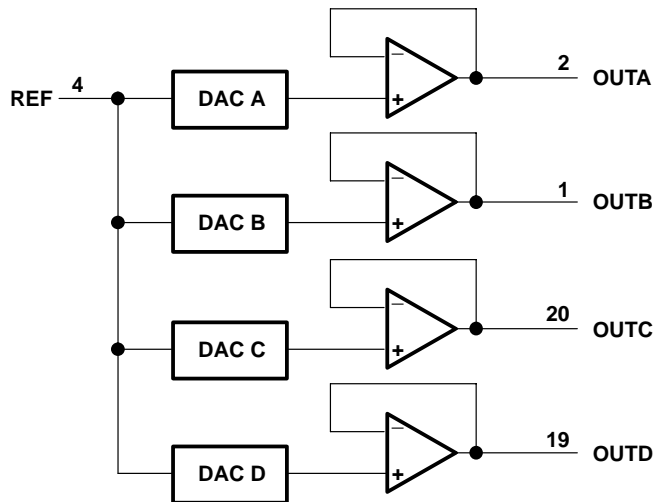 –
2 OUTA
REF 4 DAC A
+
–
1 OUTB
DAC B +
–
20 OUTC
DAC C +
–
19 OUTD
DAC D +